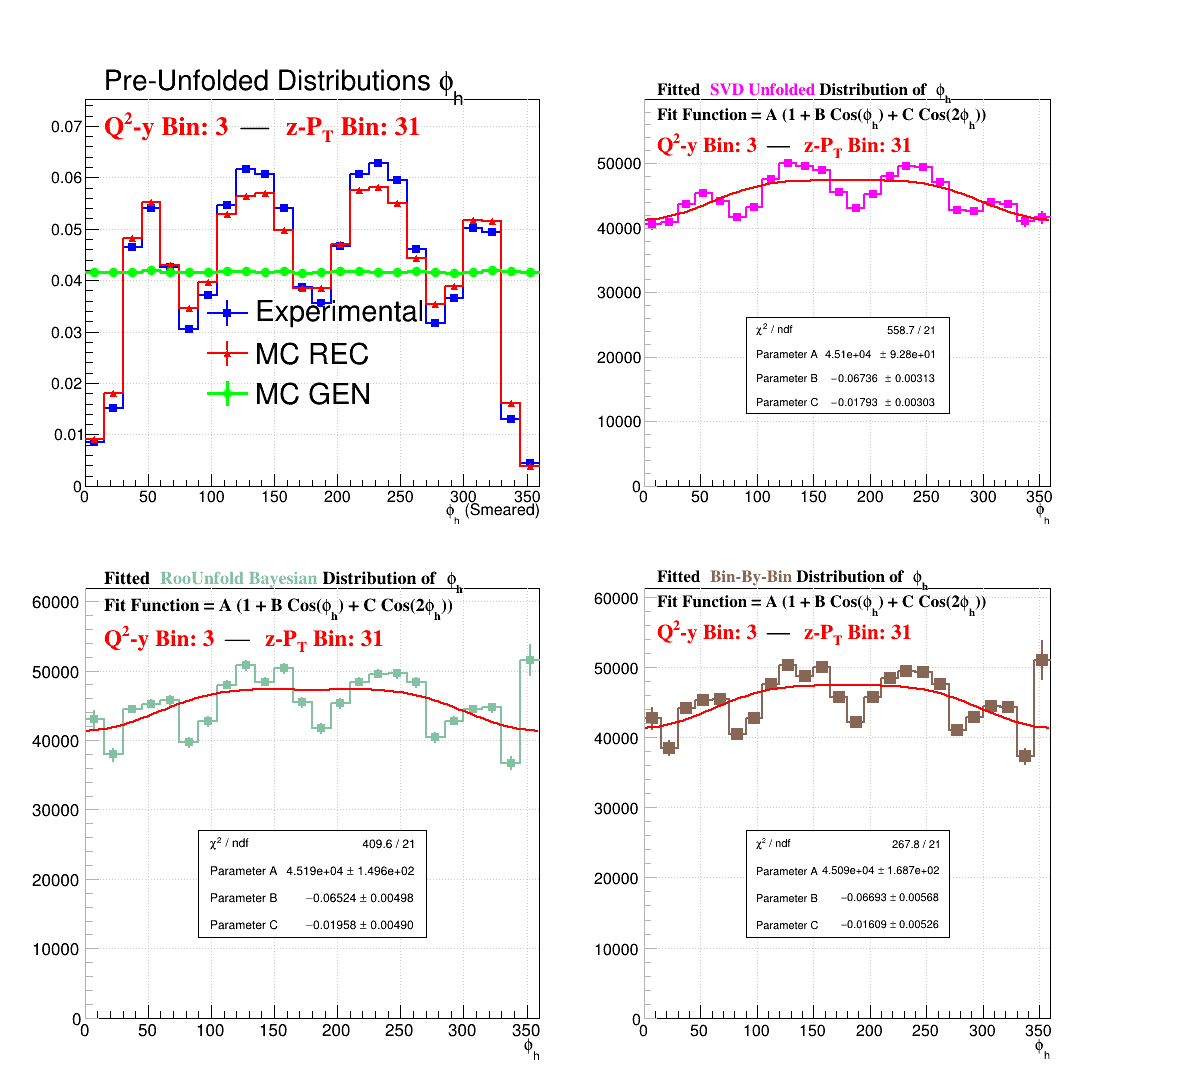 Pre-Unfolded Distributions ϕh
Q2-y Bin: 3 — z-PT Bin: 31
0.07
0.06
0.05
0.04
0.03
0.02
0.01
0
Experimental
MC REC
MC GEN
0 50 100 150 200 250 300 350
ϕh (Smeared)
Fitted SVD Unfolded Distribution of ϕh
Fit Function = A (1 + B Cos(ϕh) + C Cos(2ϕh))
Q2-y Bin: 3 — z-PT Bin: 31
50000
40000
30000
20000
10000
0
χ2 / ndf 558.7 / 21
Parameter A 4.51e+04 ± 9.28e+01
Parameter B −0.06736 ± 0.00313
Parameter C −0.01793 ± 0.00303
0 50 100 150 200 250 300 350
ϕh
Fitted RooUnfold Bayesian Distribution of ϕh
Fit Function = A (1 + B Cos(ϕh) + C Cos(2ϕh))
Q2-y Bin: 3 — z-PT Bin: 31
60000
50000
40000
30000
20000
10000
0
χ2 / ndf 409.6 / 21
Parameter A 4.519e+04 ± 1.496e+02
Parameter B −0.06524 ± 0.00498
Parameter C −0.01958 ± 0.00490
0 50 100 150 200 250 300 350
ϕh
Fitted Bin-By-Bin Distribution of ϕh
Fit Function = A (1 + B Cos(ϕh) + C Cos(2ϕh))
Q2-y Bin: 3 — z-PT Bin: 31
60000
50000
40000
30000
20000
10000
0
χ2 / ndf 267.8 / 21
Parameter A 4.509e+04 ± 1.687e+02
Parameter B −0.06693 ± 0.00568
Parameter C −0.01609 ± 0.00526
0 50 100 150 200 250 300 350
ϕh